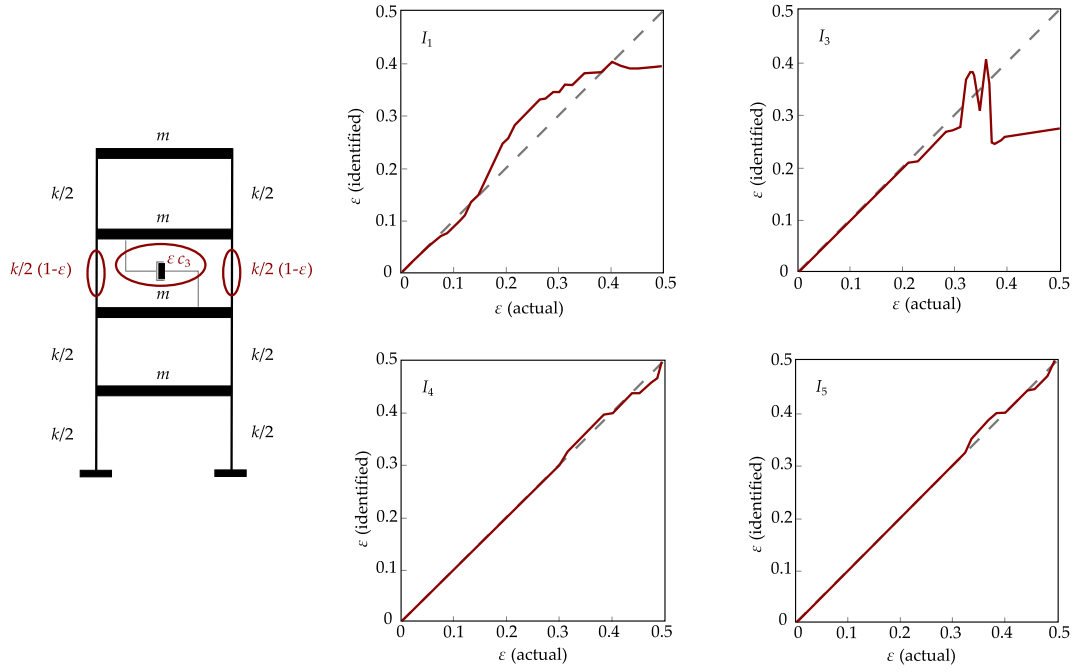 m
k/2 k/2
m
k/2 (1-ε) ε c3 k/2 (1-ε)
m
k/2 k/2
m
k/2 k/2
I1
ε (identified)
0.5
0.4
0.3
0.2
0.1
0
0 0.1 0.2 0.3 0.4 0.5
ε (actual)
I3
ε (identified)
0.5
0.4
0.3
0.2
0.1
0
0 0.1 0.2 0.3 0.4 0.5
ε (actual)
I4
ε (identified)
0.5
0.4
0.3
0.2
0.1
0
0 0.1 0.2 0.3 0.4 0.5
ε (actual)
I5
ε (identified)
0.5
0.4
0.3
0.2
0.1
0
0 0.1 0.2 0.3 0.4 0.5
ε (actual)